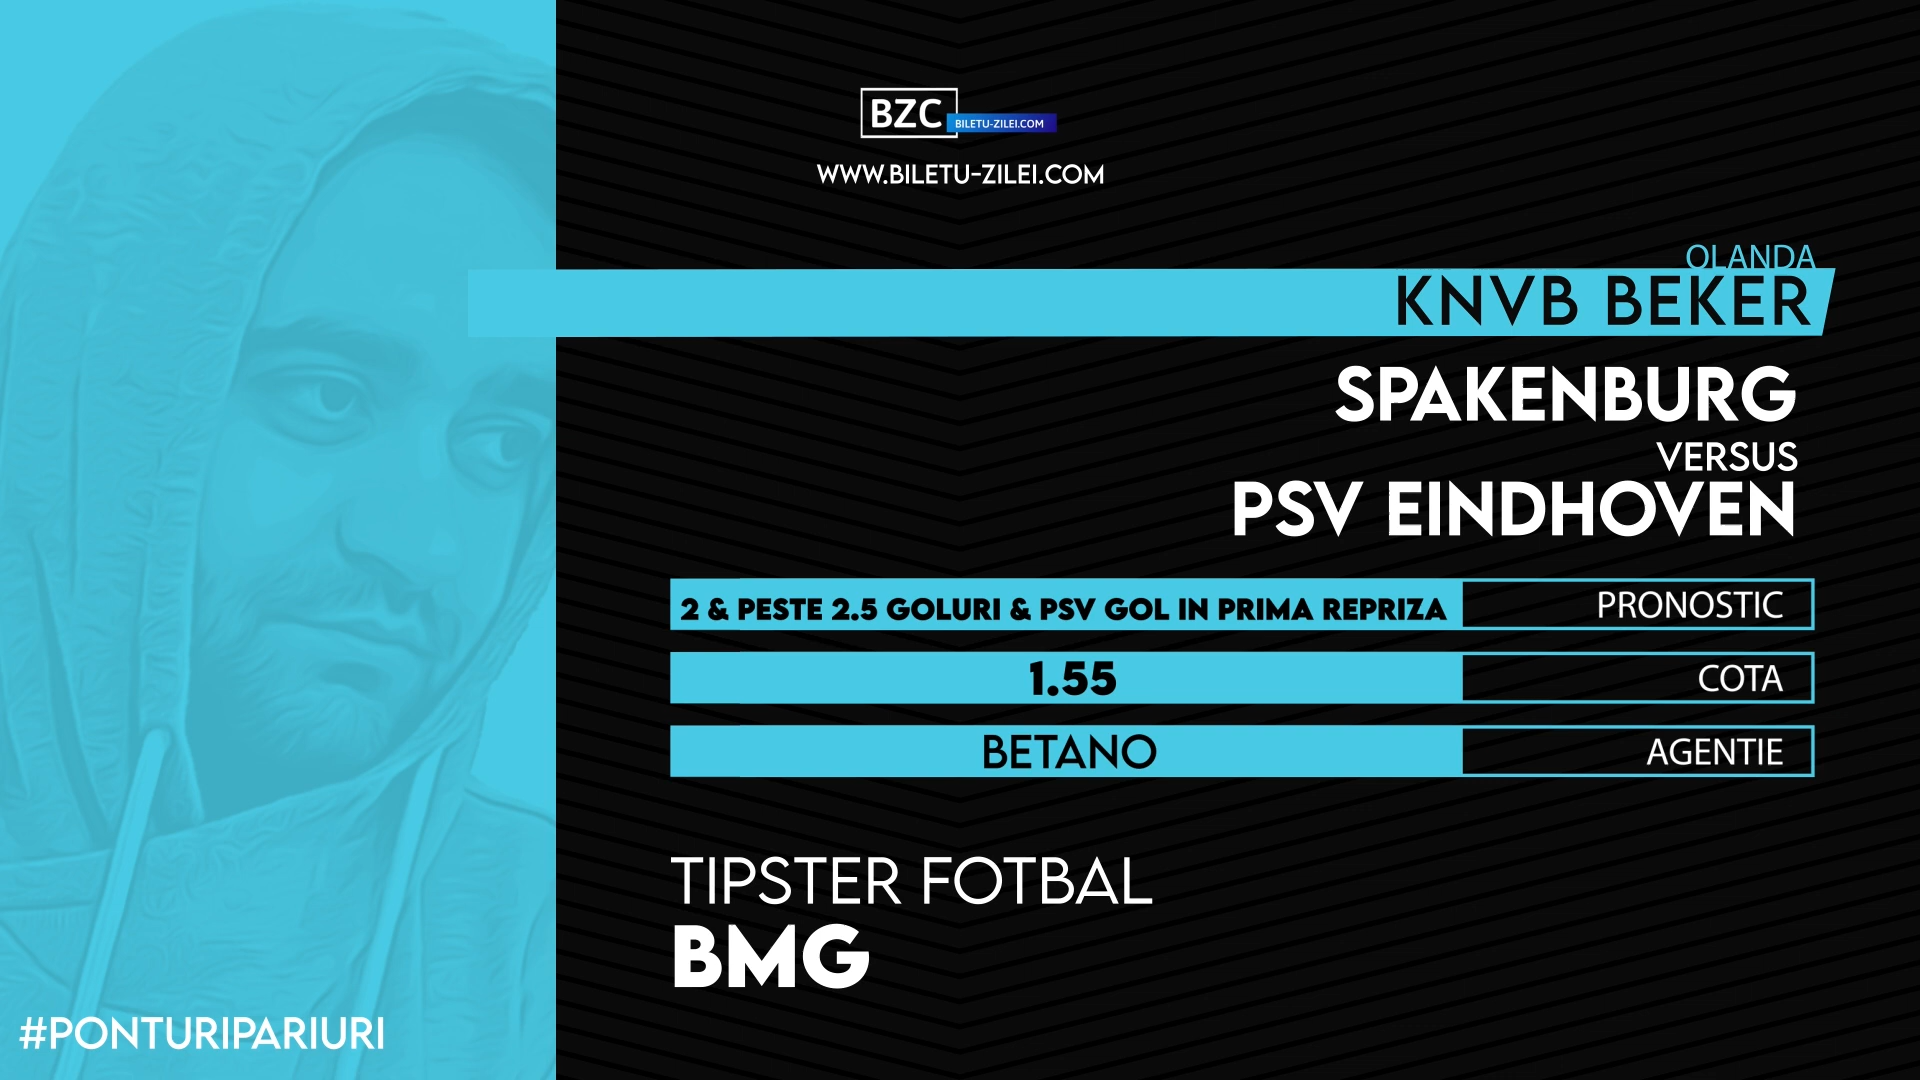 BZC
BILETU-ZILEI.COM
WWW.BILETU-ZILEI.COM
OLANDA
KNVB BEKER
SPAKENBURG
VERSUS
PSV EINDHOVEN
2 & PESTE 2.5 GOLURI & PSV GOL IN PRIMA REPRIZA PRONOSTIC
1.55 COTA
BETANO AGENTIE
TIPSTER FOTBAL
BMG
#PONTURIPARIURI